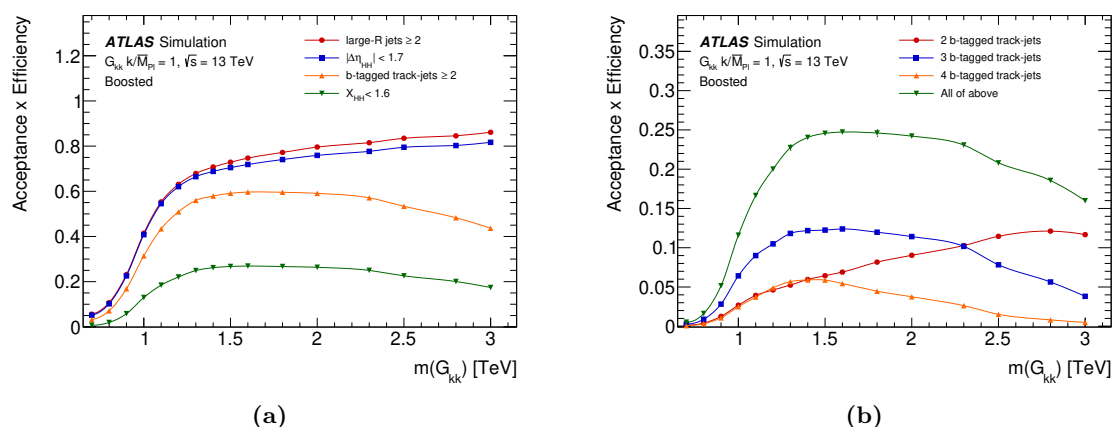 ATLAS Simulation
G_kk k/M̅_Pl = 1, √s = 13 TeV
Boosted
large-R jets ≥ 2
|Δη_HH| < 1.7
b-tagged track-jets ≥ 2
X_HH < 1.6
Acceptance x Efficiency
1.2
1
0.8
0.6
0.4
0.2
0
1
1.5
2
2.5
3
m(G_kk) [TeV]
(a)
ATLAS Simulation
G_kk k/M̅_Pl = 1, √s = 13 TeV
Boosted
2 b-tagged track-jets
3 b-tagged track-jets
4 b-tagged track-jets
All of above
Acceptance x Efficiency
0.35
0.3
0.25
0.2
0.15
0.1
0.05
0
1
1.5
2
2.5
3
m(G_kk) [TeV]
(b)